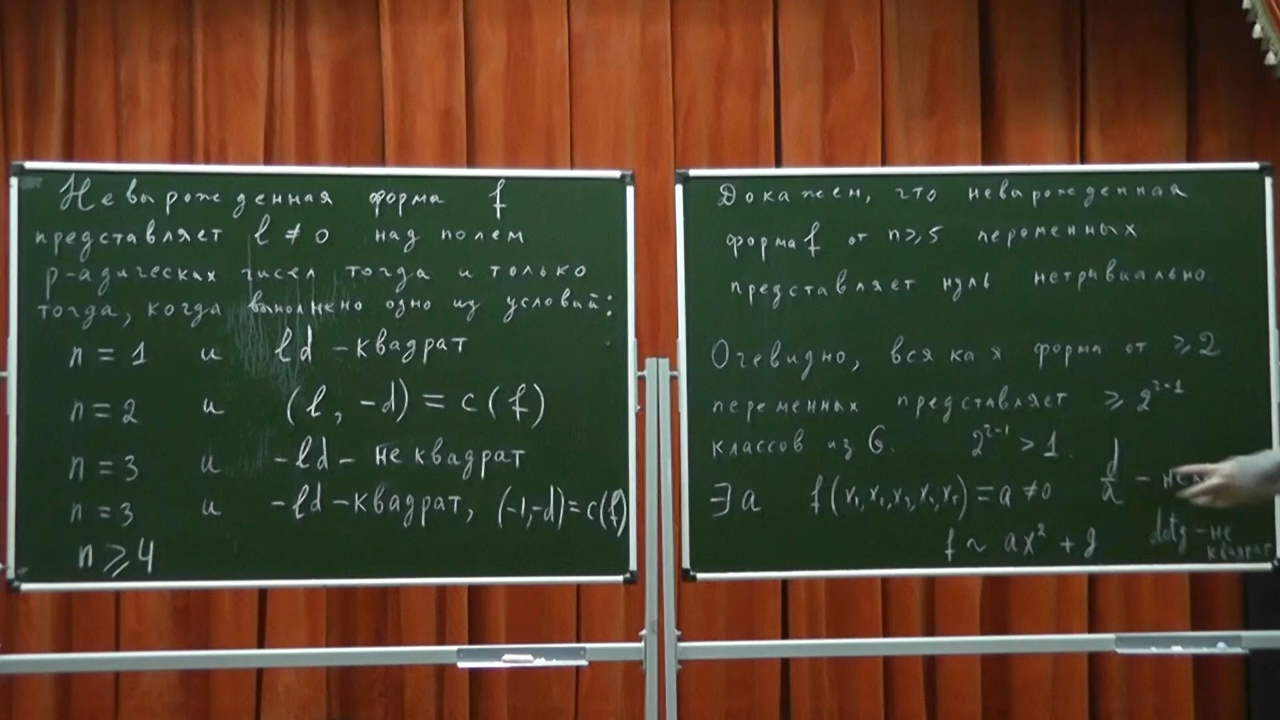 Невырожденная форма f
представляет l ≠ 0 над полем
p-адических чисел тогда и только
тогда, когда выполнено одно из условий:
n = 1 и ld – квадрат
n = 2 и (l, -d) = c(f)
n = 3 и -ld – не квадрат
n = 3 и -ld – квадрат, (-1,-d)=c(f)
n ⩾ 4
Докажем, что невырожденная
форма f от n⩾5 переменных
представляет нуль нетривиально.
Очевидно, всякая форма от ⩾2
переменных представляет ⩾ 2^{2-1}
классов из G. 2^{2-1} > 1.
∃a f(x₁,x₂,x₃,x₄,x₅) = a ≠ 0 d/a –
f ~ ax² + g det g – не
квадрат